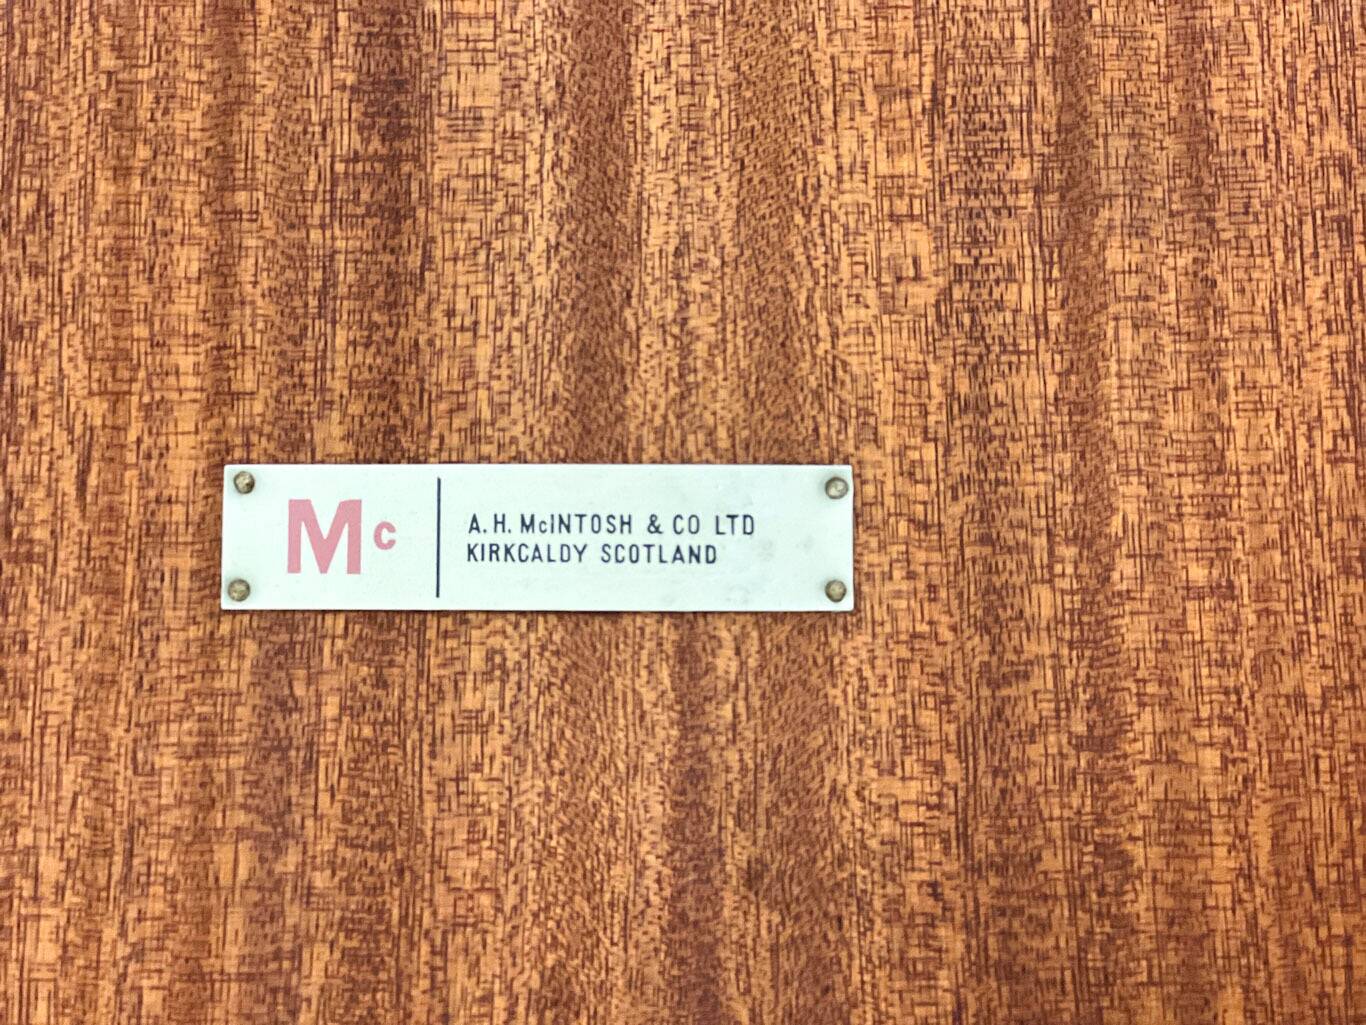 Mc
A. H. McINTOSH & CO LTD
KIRKCALDY SCOTLAND